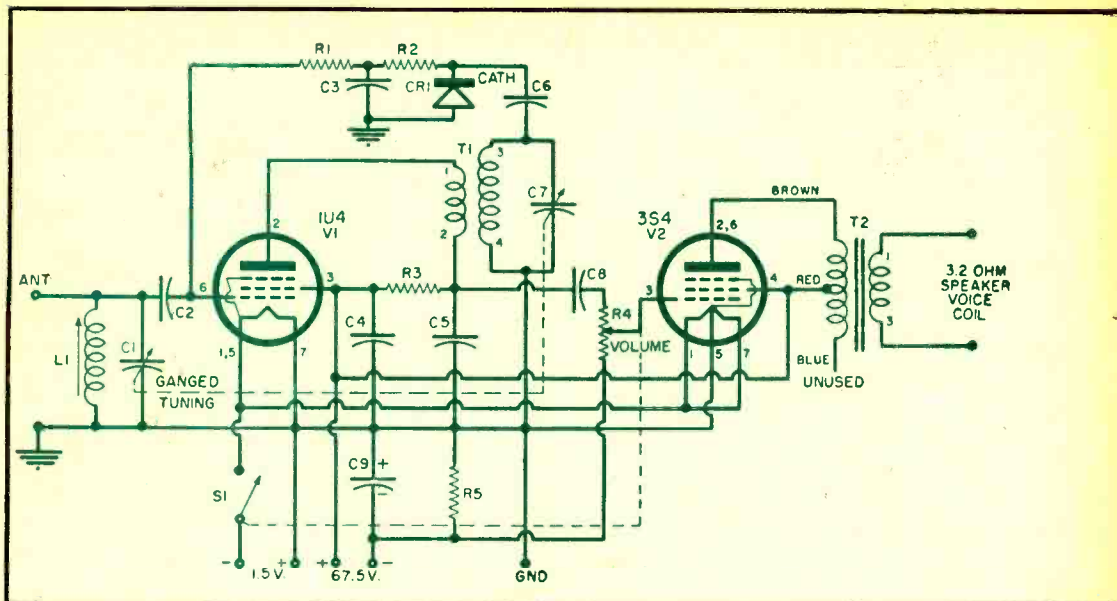 R1 R2
C3 CR1 CATH C6
T1
1 3
C7
2 4
BROWN
2 1U4 V1
3S4 V2 2,6 T2
ANT 6 3 R3 C8 3 4 RED 1
C2 R4 VOLUME
3.2 OHM
SPEAKER
VOICE
COIL
L1 C1 1,5 7 C4 C5 1 5 7 BLUE 3
GANGED UNUSED
TUNING
C9 + -
S1 R5
- 1.5 V. + + 67.5 V. - GND